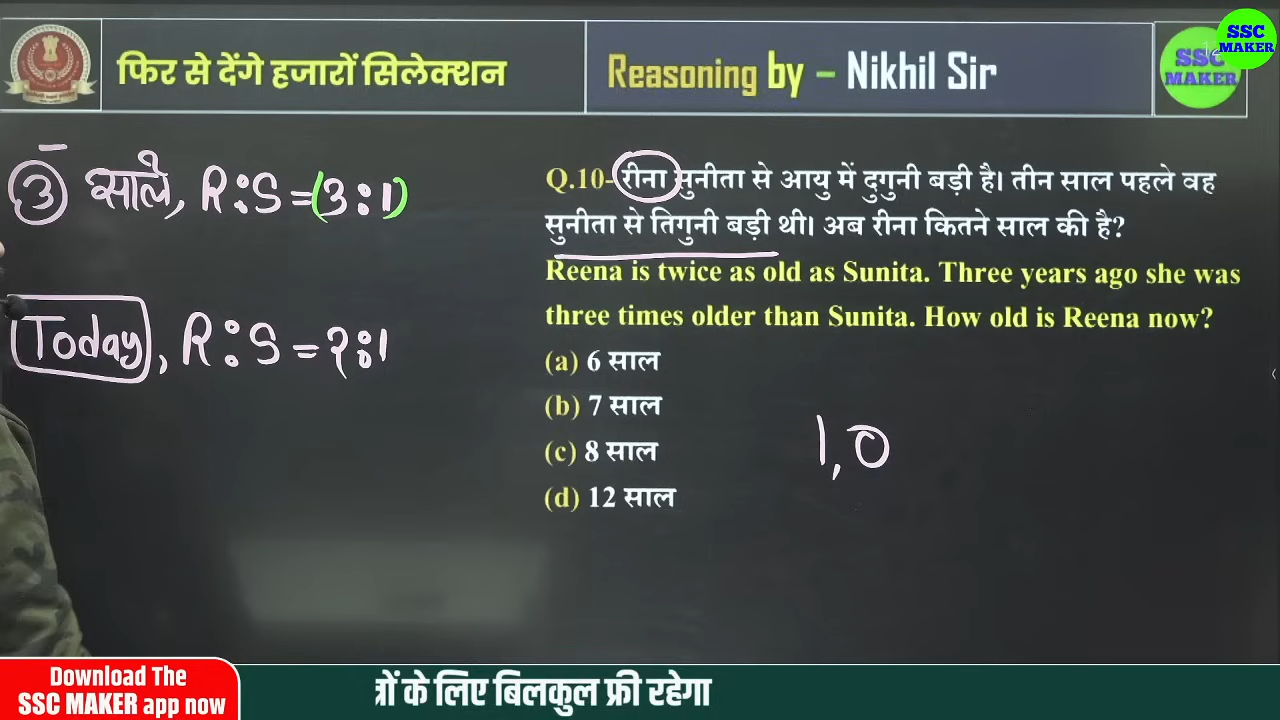 फिर से देंगे हजारों सिलेक्शन
Reasoning by – Nikhil Sir
SSC
MAKER
SSC
MAKER
3 साल, R:S=(3:1)
Today, R:S=2:1
Q.10- रीना सुनीता से आयु में दुगुनी बड़ी है। तीन साल पहले वह
सुनीता से तिगुनी बड़ी थी। अब रीना कितने साल की है?
Reena is twice as old as Sunita. Three years ago she was
three times older than Sunita. How old is Reena now?
(a) 6 साल
(b) 7 साल
(c) 8 साल
(d) 12 साल
1,0
Download The
SSC MAKER app now
त्रों के लिए बिलकुल फ्री रहेगा